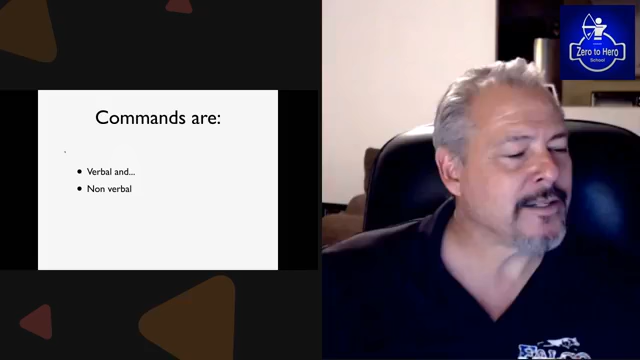 Commands are:
Verbal and...
Non verbal
Zero to Hero
School